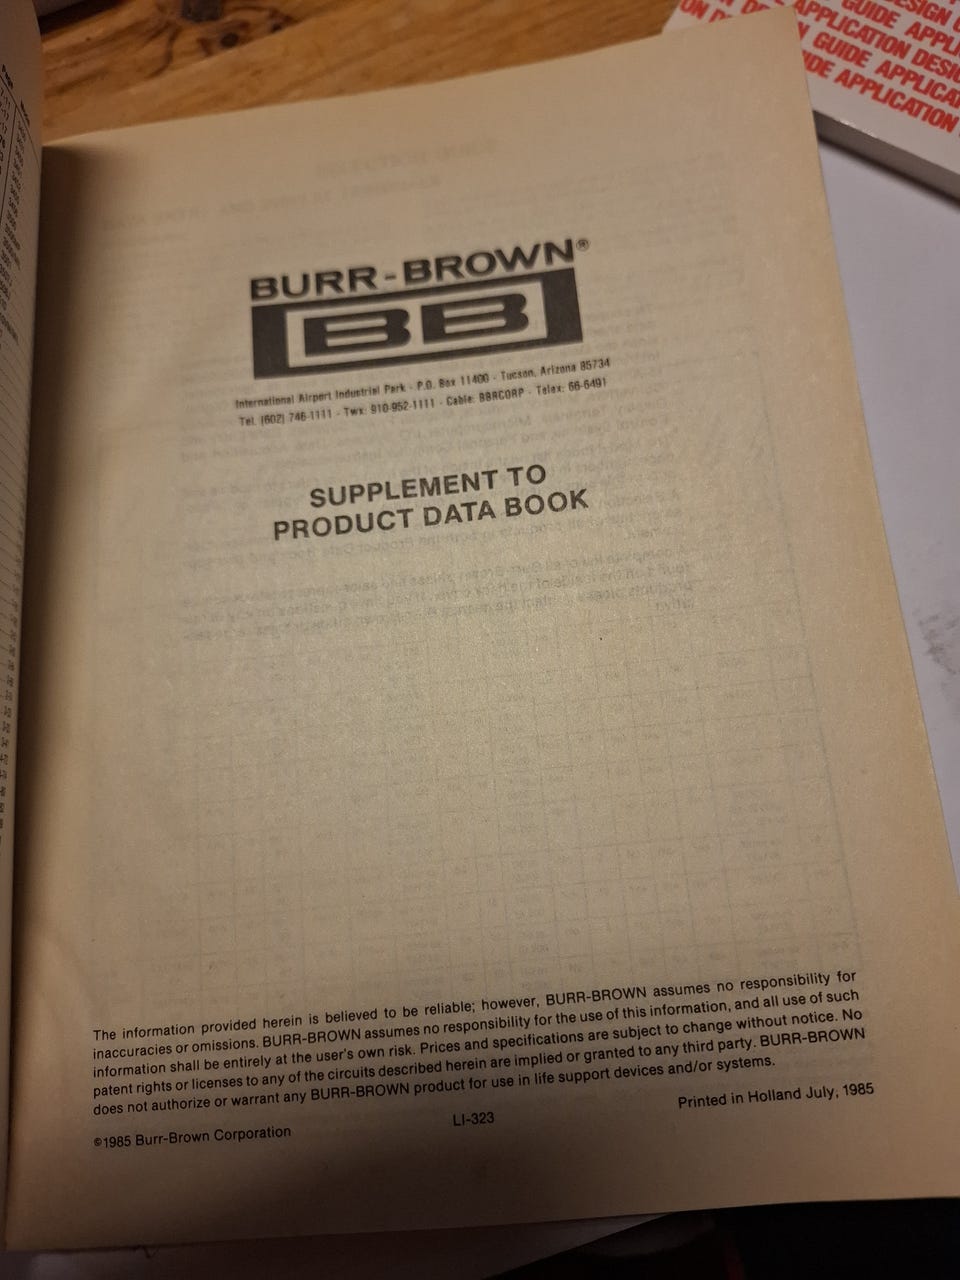 BURR-BROWN®
BB
International Airport Industrial Park - P.O. Box 11400 - Tucson, Arizona 85734
Tel. (602) 746-1111 - Twx: 910-952-1111 - Cable: BBRCORP - Telex: 66-6491
SUPPLEMENT TO
PRODUCT DATA BOOK
The information provided herein is believed to be reliable; however, BURR-BROWN assumes no responsibility for
inaccuracies or omissions. BURR-BROWN assumes no responsibility for the use of this information, and all use of such
information shall be entirely at the user's own risk. Prices and specifications are subject to change without notice. No
patent rights or licenses to any of the circuits described herein are implied or granted to any third party. BURR-BROWN
does not authorize or warrant any BURR-BROWN product for use in life support devices and/or systems.
©1985 Burr-Brown Corporation
LI-323
Printed in Holland July, 1985
DESIGN
GUIDE APPL
APPLICATION DESIG
GUIDE APPLICA
APPLICATION
Page